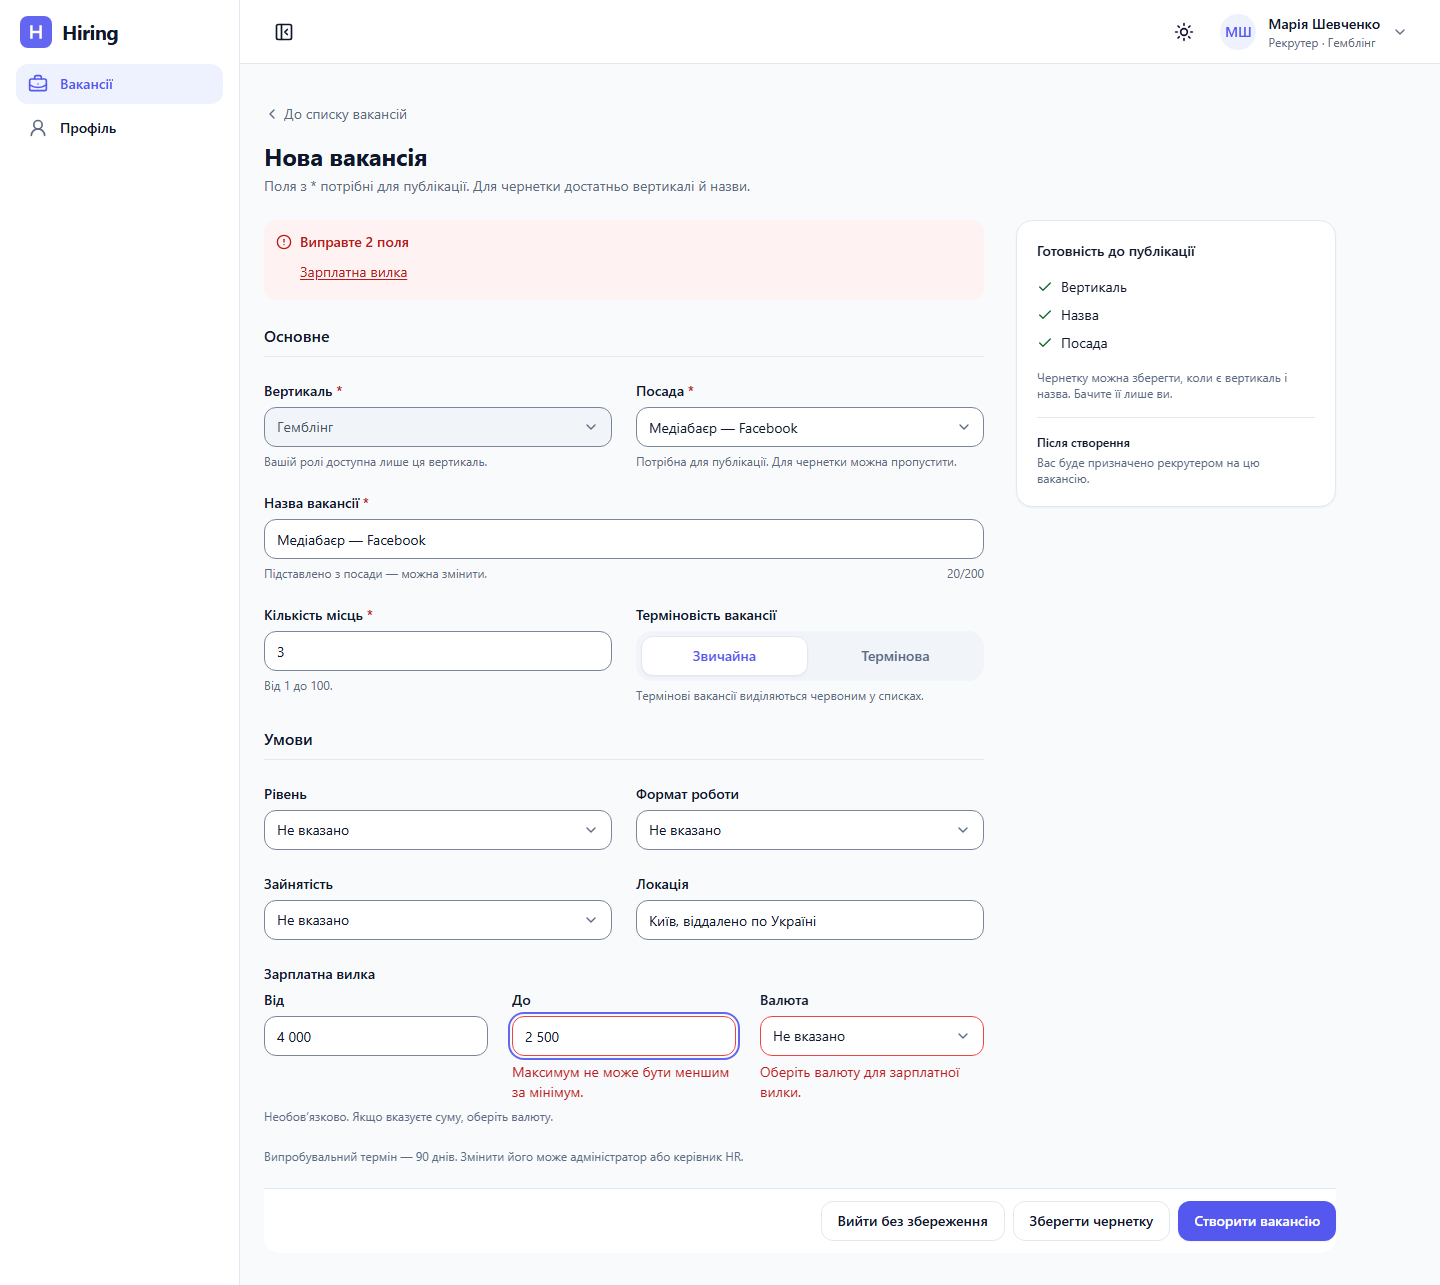 H Hiring
Вакансії
Профіль
МШ
Марія Шевченко
Рекрутер · Гемблінг
До списку вакансій
Нова вакансія
Поля з * потрібні для публікації. Для чернетки достатньо вертикалі й назви.
Виправте 2 поля
Зарплатна вилка
Основне
Вертикаль *
Гемблінг
Вашій ролі доступна лише ця вертикаль.
Посада *
Медіабаєр — Facebook
Потрібна для публікації. Для чернетки можна пропустити.
Назва вакансії *
Медіабаєр — Facebook
Підставлено з посади — можна змінити.
20/200
Кількість місць *
3
Від 1 до 100.
Терміновість вакансії
Звичайна
Термінова
Термінові вакансії виділяються червоним у списках.
Умови
Рівень
Не вказано
Формат роботи
Не вказано
Зайнятість
Не вказано
Локація
Київ, віддалено по Україні
Зарплатна вилка
Від
4 000
До
2 500
Максимум не може бути меншим
за мінімум.
Валюта
Не вказано
Оберіть валюту для зарплатної
вилки.
Необов'язково. Якщо вказуєте суму, оберіть валюту.
Випробувальний термін — 90 днів. Змінити його може адміністратор або керівник HR.
Вийти без збереження
Зберегти чернетку
Створити вакансію
Готовність до публікації
Вертикаль
Назва
Посада
Чернетку можна зберегти, коли є вертикаль і
назва. Бачите її лише ви.
Після створення
Вас буде призначено рекрутером на цю
вакансію.